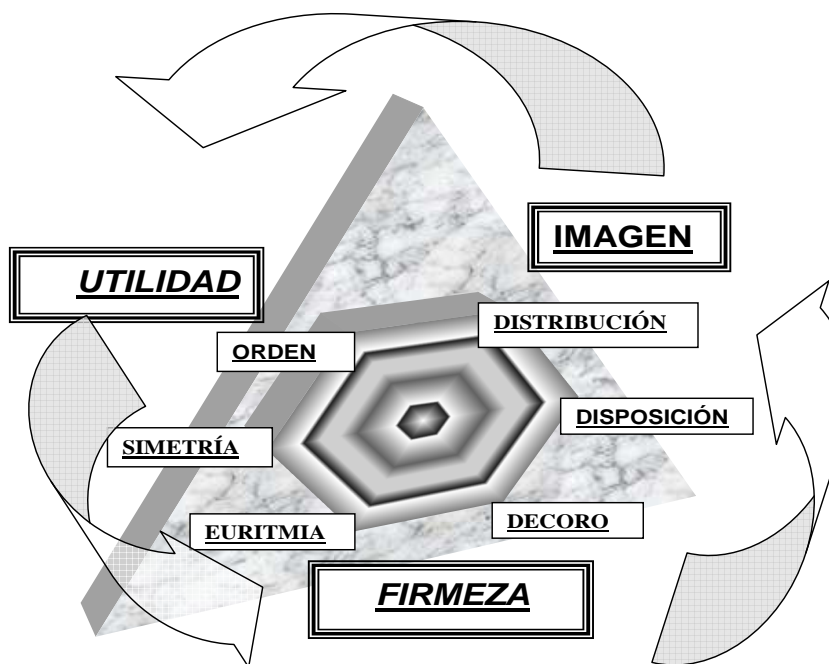 IMAGEN
UTILIDAD
DISTRIBUCIÓN
ORDEN
DISPOSICIÓN
SIMETRÍA
EURITMIA
DECORO
FIRMEZA